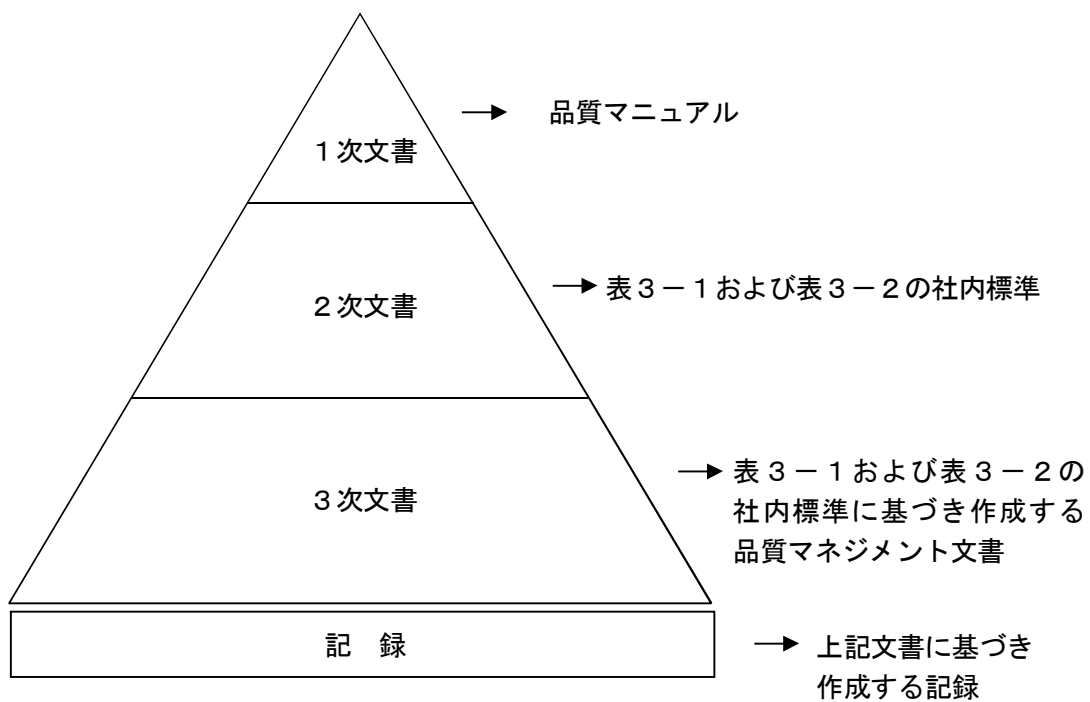 品質マニュアル
１次文書
表３－１および表３－２の社内標準
２次文書
表３－１および表３－２の
社内標準に基づき作成する
品質マネジメント文書
３次文書
記　録
上記文書に基づき
作成する記録